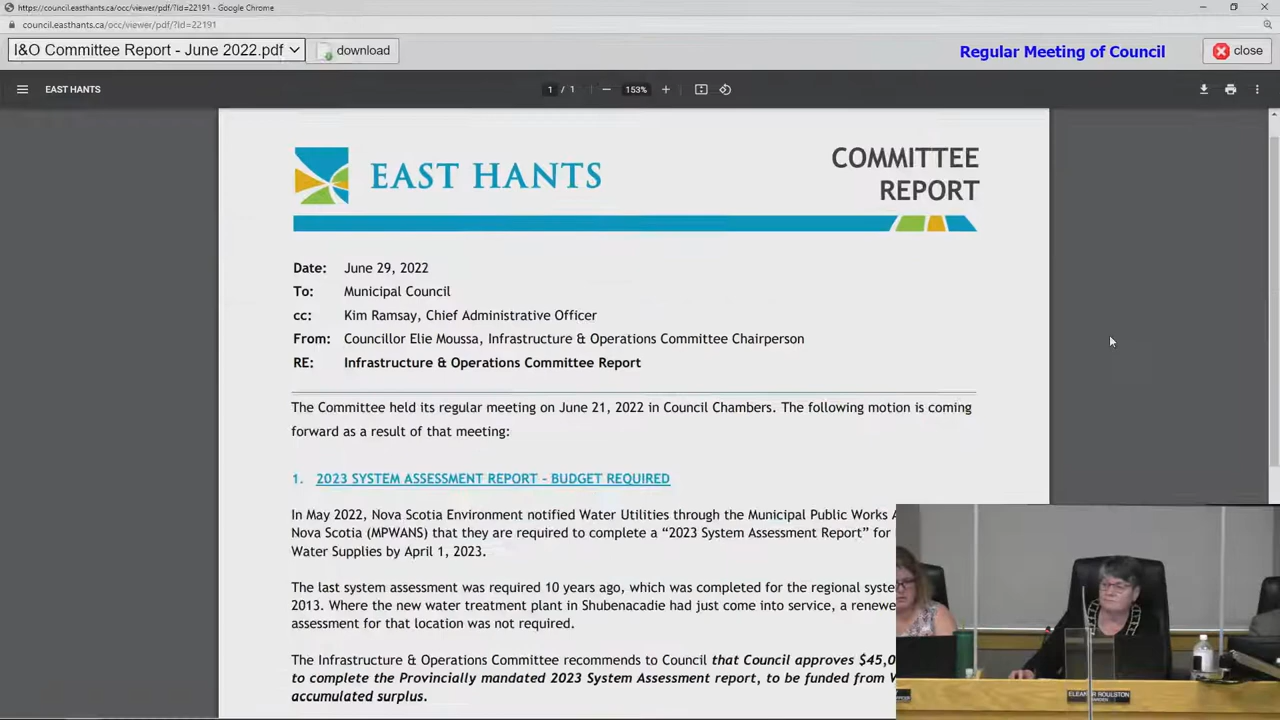 https://council.easthants.ca/occ/viewer/pdf/?Id=22191 - Google Chrome
council.easthants.ca/occ/viewer/pdf/?Id=22191
I&O Committee Report - June 2022.pdf
download
Regular Meeting of Council
close
EAST HANTS
1 / 1
153%
EAST HANTS
COMMITTEE
REPORT
Date: June 29, 2022
To: Municipal Council
cc: Kim Ramsay, Chief Administrative Officer
From: Councillor Elie Moussa, Infrastructure & Operations Committee Chairperson
RE: Infrastructure & Operations Committee Report
The Committee held its regular meeting on June 21, 2022 in Council Chambers. The following motion is coming
forward as a result of that meeting:
1. 2023 SYSTEM ASSESSMENT REPORT - BUDGET REQUIRED
In May 2022, Nova Scotia Environment notified Water Utilities through the Municipal Public Works
Nova Scotia (MPWANS) that they are required to complete a “2023 System Assessment Report” for
Water Supplies by April 1, 2023.
The last system assessment was required 10 years ago, which was completed for the regional
2013. Where the new water treatment plant in Shubenacadie had just come into service, a
assessment for that location was not required.
The Infrastructure & Operations Committee recommends to Council that Council approves
to complete the Provincially mandated 2023 System Assessment report, to be funded from
accumulated surplus.
ELEANOR ROULSTON
WARDEN